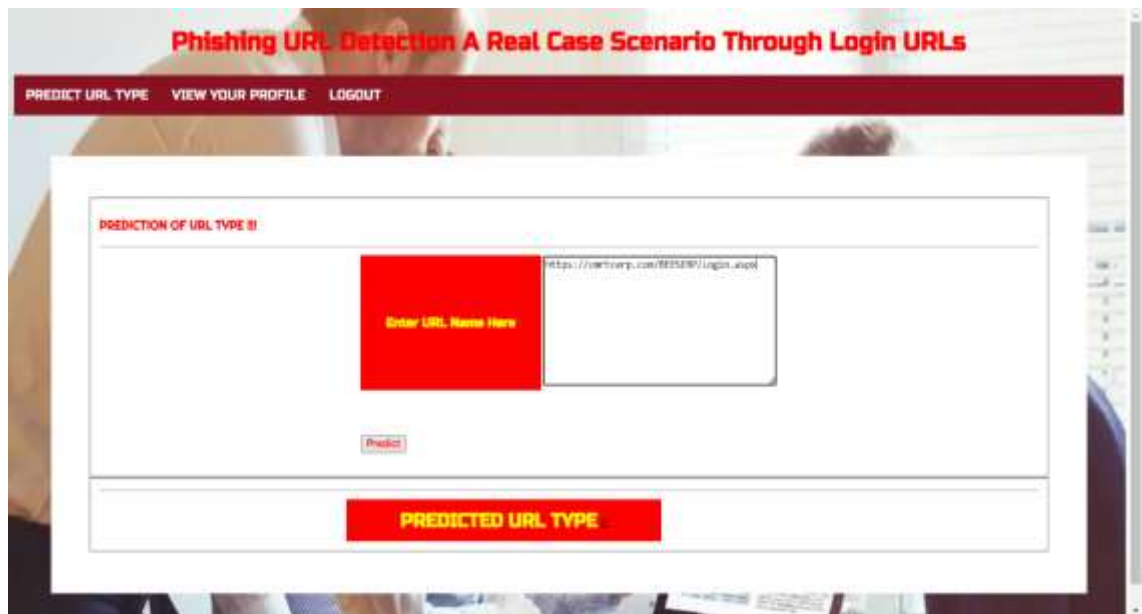 Phishing URL Detection A Real Case Scenario Through Login URLs
PREDICT URL TYPE VIEW YOUR PROFILE LOGOUT
PREDICTION OF URL TYPE !!!
Enter URL Name Here
Predict
PREDICTED URL TYPE